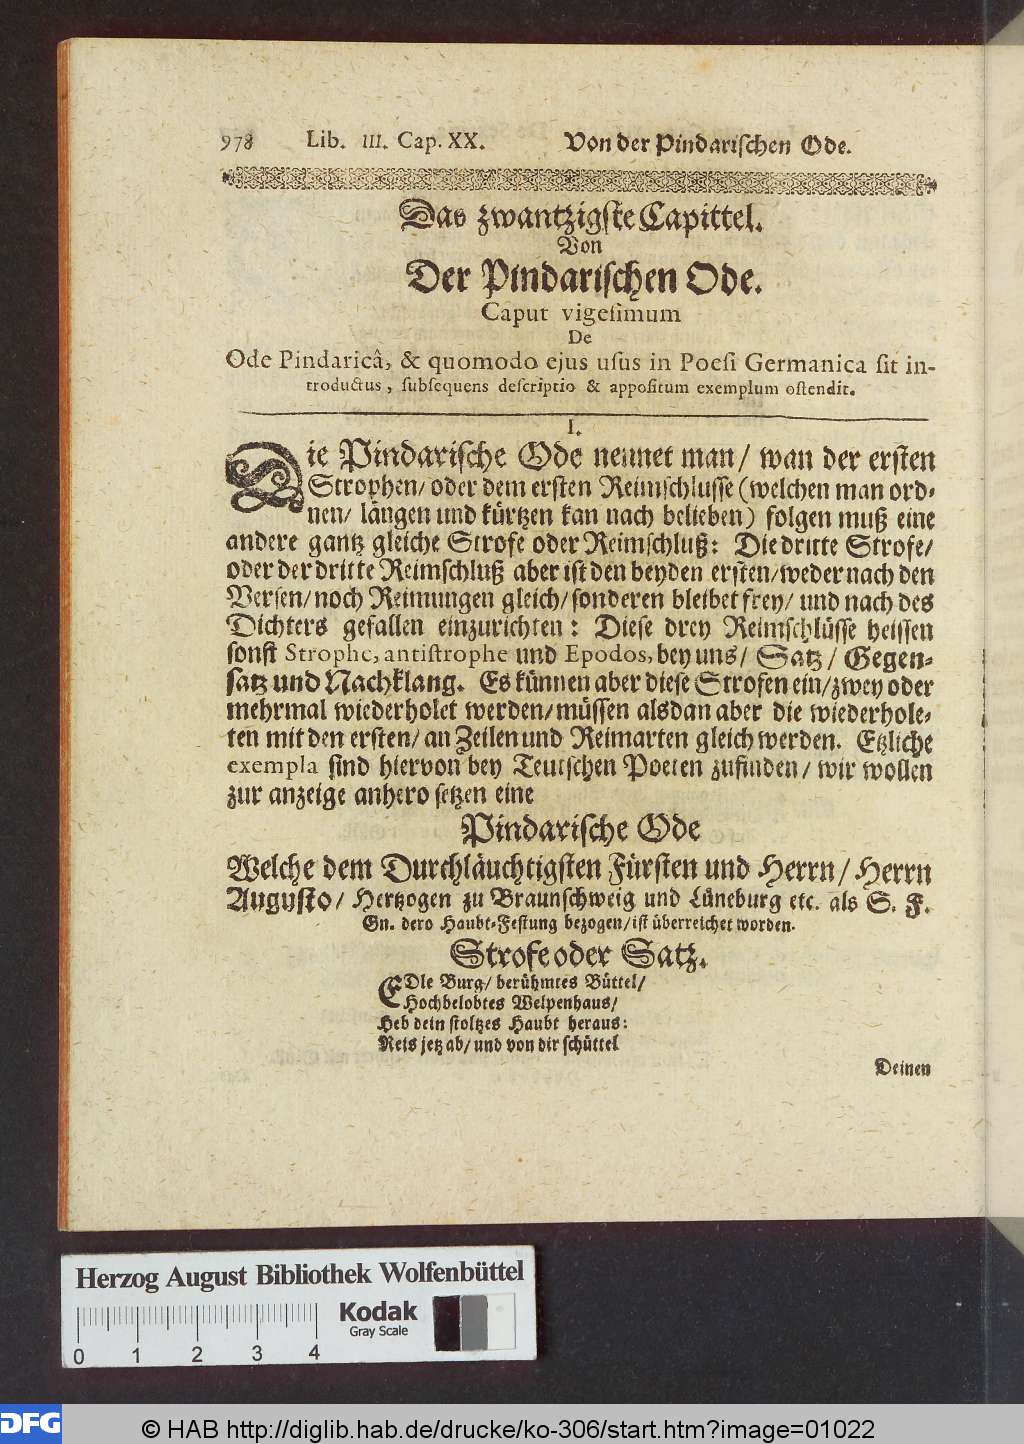 978 Lib. III. Cap. XX. Von der Pindarischen Ode.
Das zwantzigste Capittel.
Von
Der Pindarischen Ode.
Caput vigesimum
De
Ode Pindaricâ, & quomodo ejus usus in Poesi Germanica sit in-
troductus, subsequens descriptio & appositum exemplum ostendit.
I.
Die Pindarische Ode nennet man / wan der ersten
Strophen / oder dem ersten Reimschlusse (welchen man ord-
nen / längen und kürtzen kan nach belieben) folgen muß eine
andere gantz gleiche Strofe oder Reimschluß: Die dritte Strofe /
oder der dritte Reimschluß aber ist den beyden ersten / weder nach den
Versen / noch Reimungen gleich / sonderen bleibet frey / und nach des
Dichters gefallen einzurichten: Diese drey Reimschlüsse heissen
sonst Strophe, antistrophe und Epodos, bey uns / Satz / Gegen-
satz und Nachklang. Es künnen aber diese Strofen ein / zwey oder
mehrmal wiederholet werden / müssen alsdan aber die wiederhole-
ten mit den ersten / an Zeilen und Reimarten gleich werden. Etzliche
exempla sind hiervon bey Teutschen Poeten zufinden / wir wollen
zur anzeige anhero setzen eine
Pindarische Ode
Welche dem Durchläuchtigsten Fürsten und Herrn / Herrn
Augusto / Hertzogen zu Braunschweig und Lüneburg etc. als S. F.
Gn. dero Haubt-Festung bezogen / ist überreichet worden.
Strofe oder Satz.
EDle Burg / berühmtes Büttel /
Hochbelobtes Welpenhaus /
Heb dein stoltzes Haubt heraus:
Reis jetz ab / und von dir schüttel
Deinen
Herzog August Bibliothek Wolfenbüttel
Kodak
Gray Scale
0 1 2 3 4
DFG © HAB http://diglib.hab.de/drucke/ko-306/start.htm?image=01022